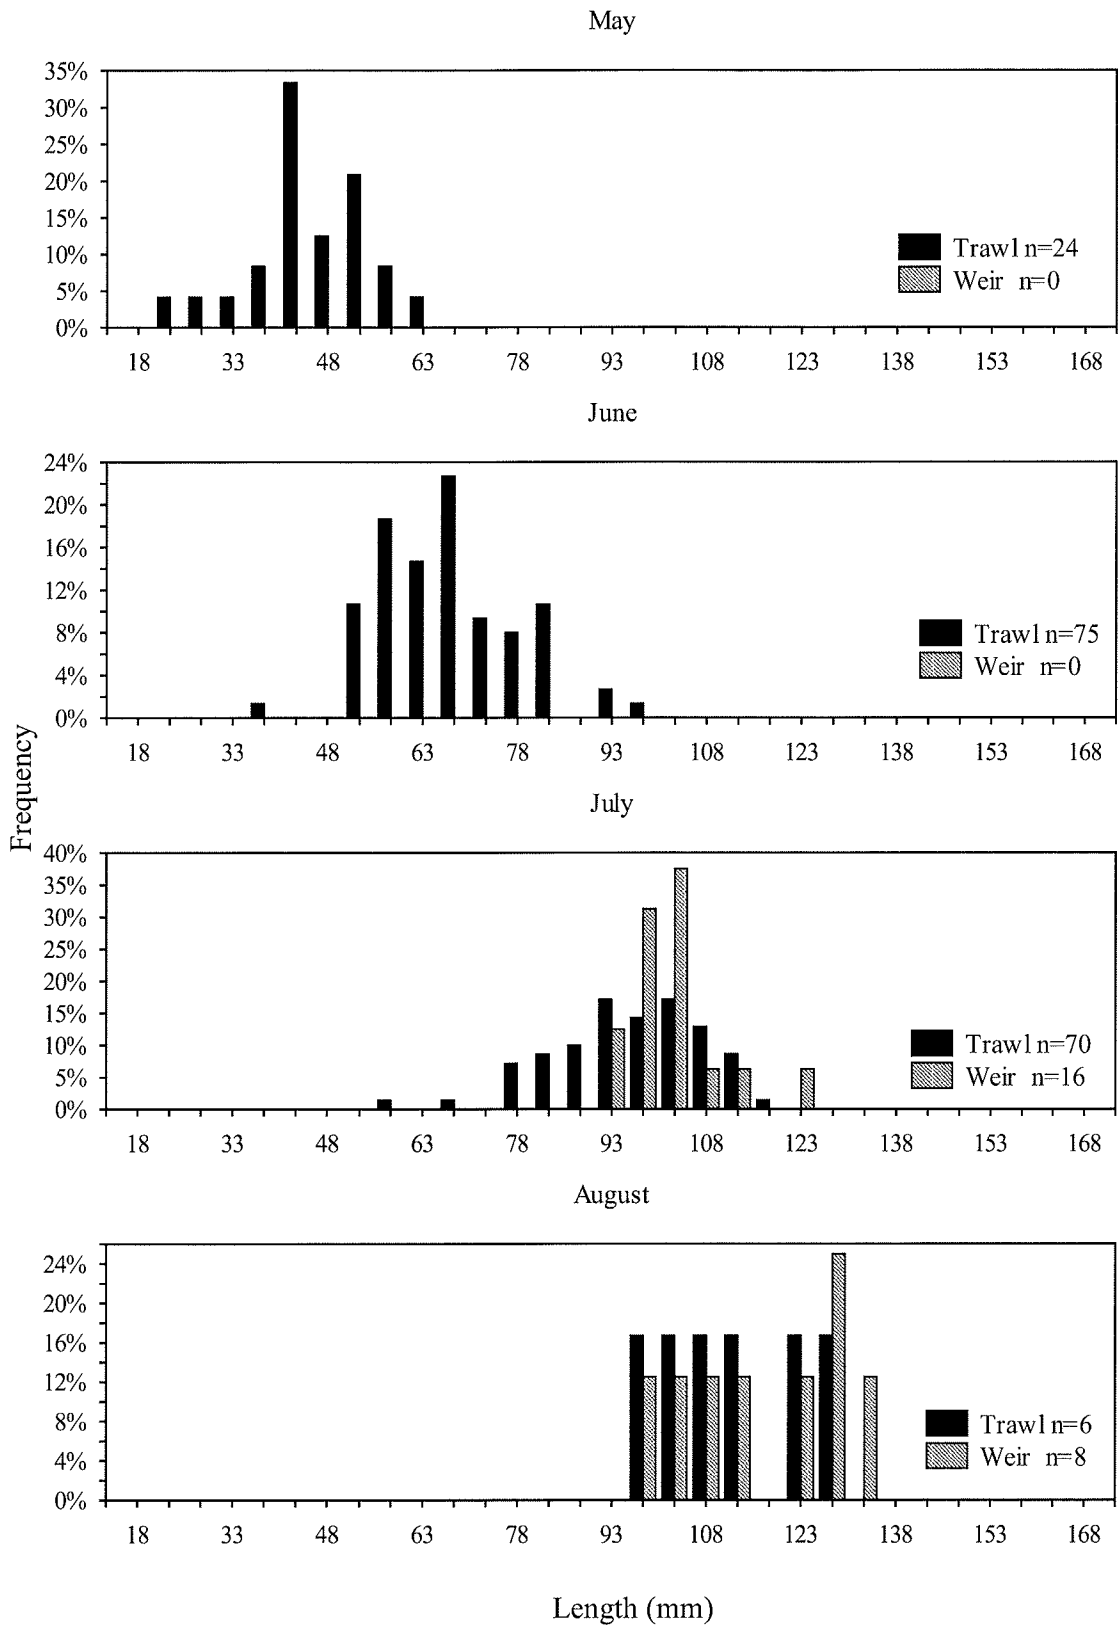 May
35%
30%
25%
20%
15%
10%
5%
0%
Trawl n=24
Weir n=0
18 33 48 63 78 93 108 123 138 153 168
June
24%
20%
16%
12%
8%
4%
0%
Trawl n=75
Weir n=0
18 33 48 63 78 93 108 123 138 153 168
Frequency
July
40%
35%
30%
25%
20%
15%
10%
5%
0%
Trawl n=70
Weir n=16
18 33 48 63 78 93 108 123 138 153 168
August
24%
20%
16%
12%
8%
4%
0%
Trawl n=6
Weir n=8
18 33 48 63 78 93 108 123 138 153 168
Length (mm)